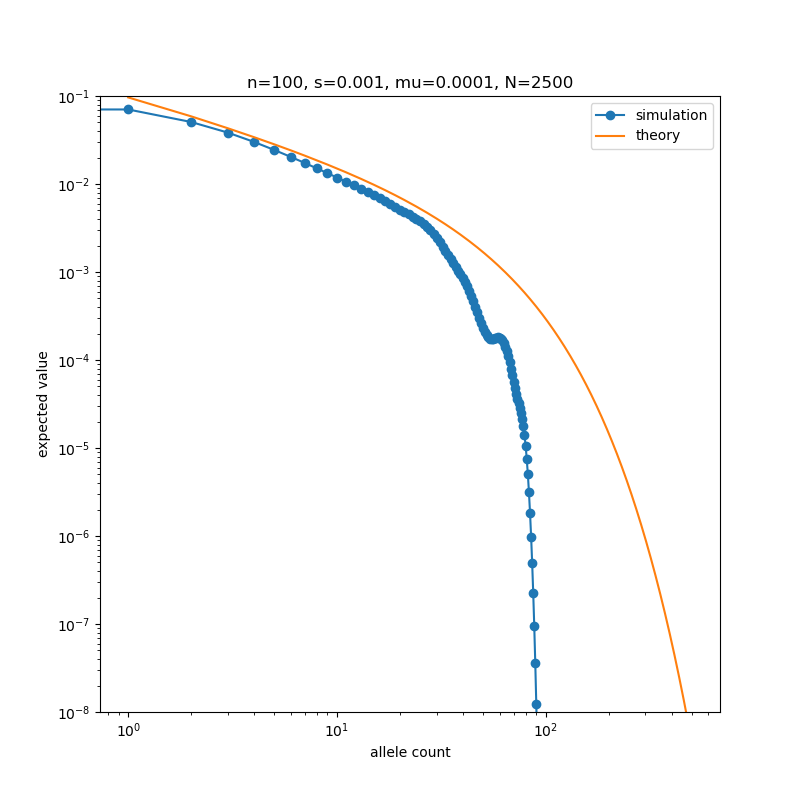 n=100, s=0.001, mu=0.0001, N=2500
simulation
theory
expected value
10⁻¹
10⁻²
10⁻³
10⁻⁴
10⁻⁵
10⁻⁶
10⁻⁷
10⁻⁸
10⁰
10¹
10²
allele count